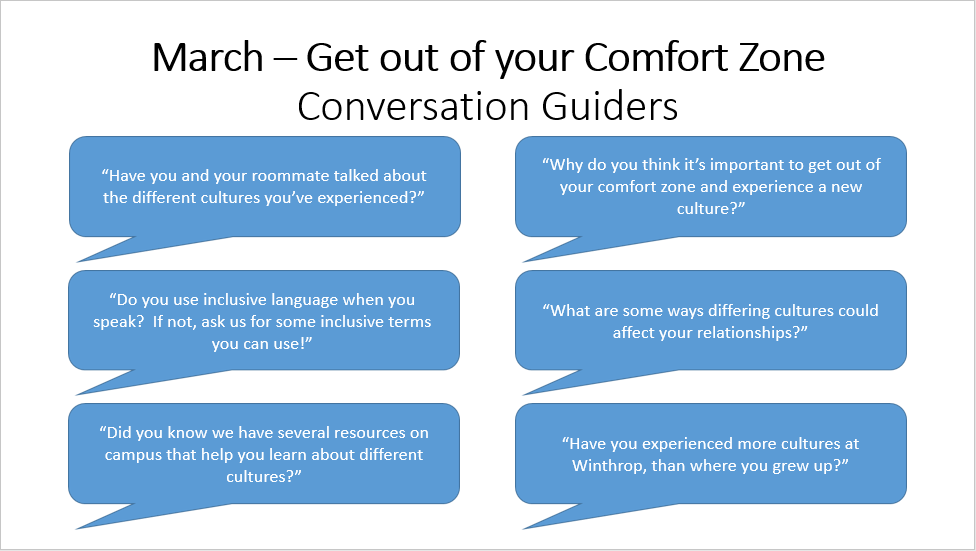 March – Get out of your Comfort Zone
Conversation Guiders
“Have you and your roommate talked about
the different cultures you’ve experienced?”
“Why do you think it’s important to get out of
your comfort zone and experience a new
culture?”
“Do you use inclusive language when you
speak?  If not, ask us for some inclusive terms
you can use!”
“What are some ways differing cultures could
affect your relationships?”
“Did you know we have several resources on
campus that help you learn about different
cultures?”
“Have you experienced more cultures at
Winthrop, than where you grew up?”